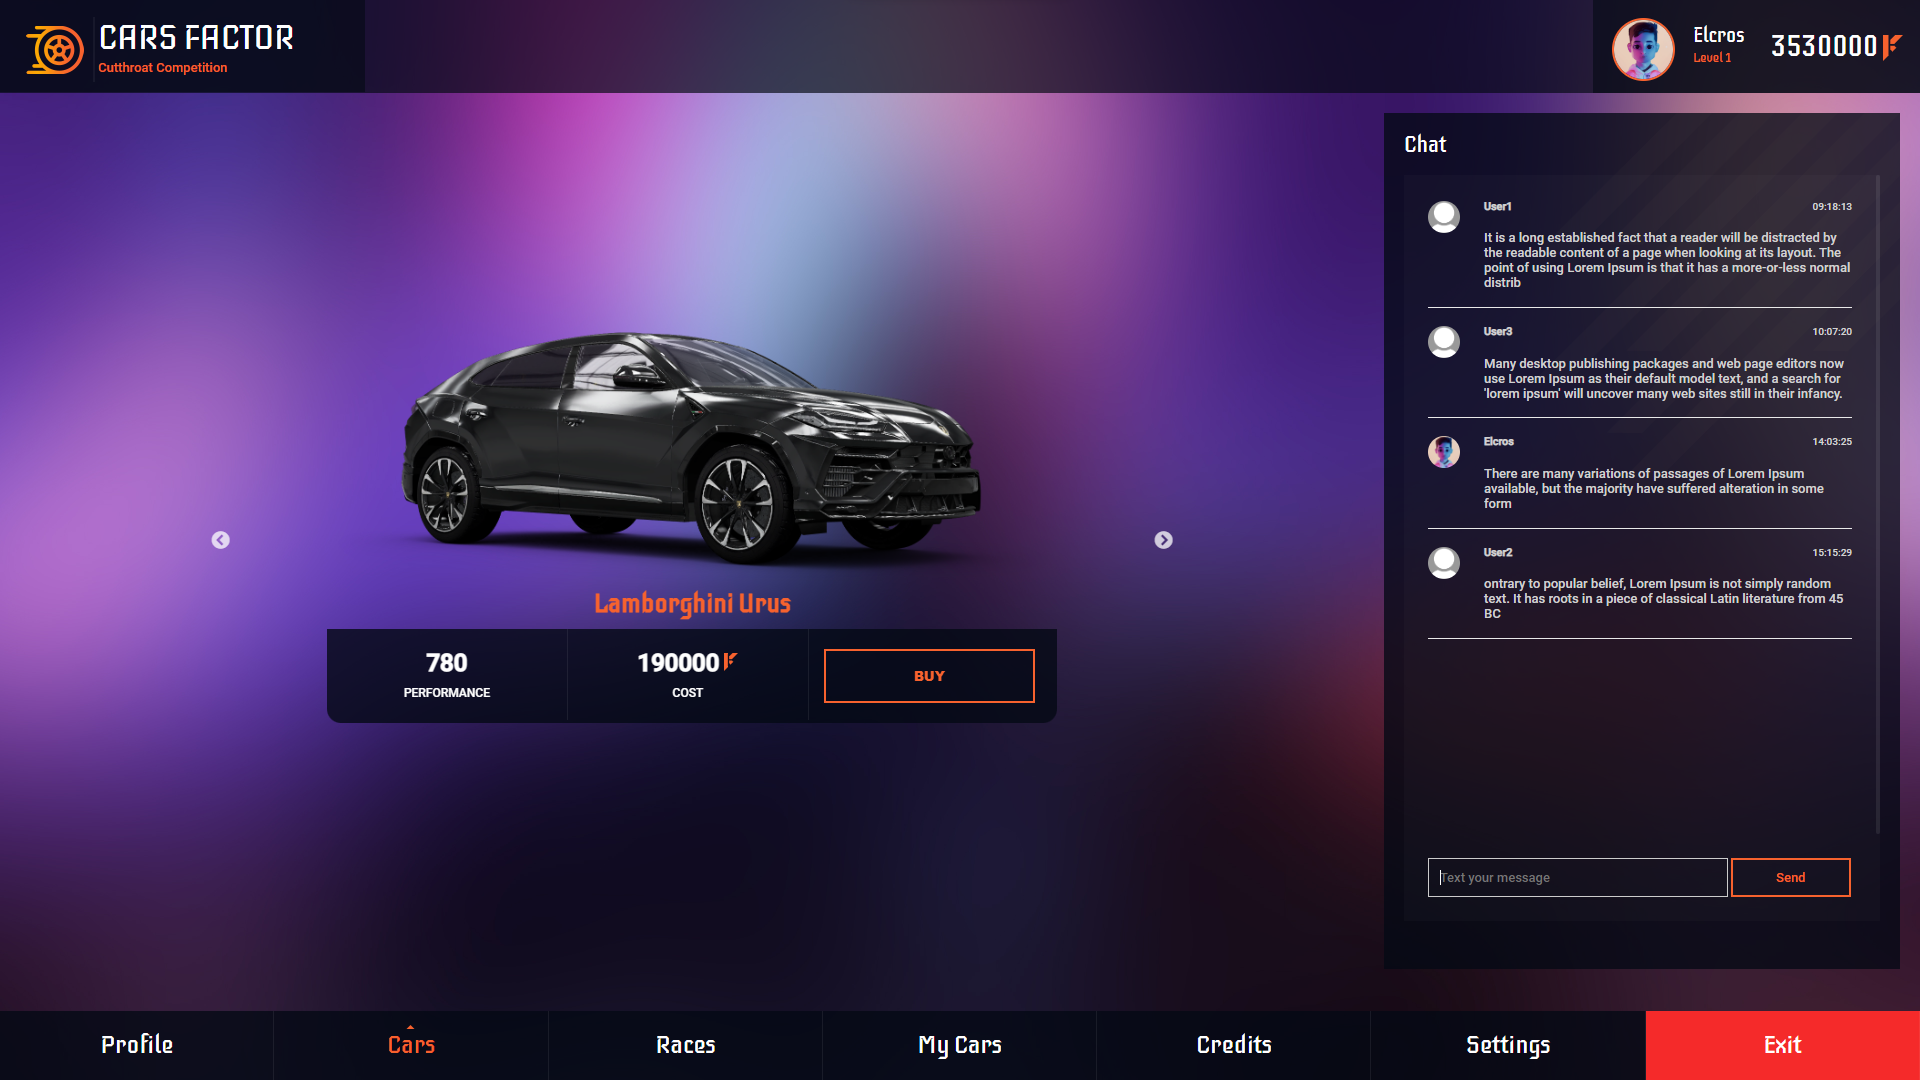 CARS FACTOR
Cutthroat Competition
Elcros
Level 1
3530000
Chat
User1
09:18:13
It is a long established fact that a reader will be distracted by
the readable content of a page when looking at its layout. The
point of using Lorem Ipsum is that it has a more-or-less normal
distrib
User3
10:07:20
Many desktop publishing packages and web page editors now
use Lorem Ipsum as their default model text, and a search for
'lorem ipsum' will uncover many web sites still in their infancy.
Elcros
14:03:25
There are many variations of passages of Lorem Ipsum
available, but the majority have suffered alteration in some
form
User2
15:15:29
ontrary to popular belief, Lorem Ipsum is not simply random
text. It has roots in a piece of classical Latin literature from 45
BC
Text your message
Send
Lamborghini Urus
780
PERFORMANCE
190000
COST
BUY
Profile
Cars
Races
My Cars
Credits
Settings
Exit